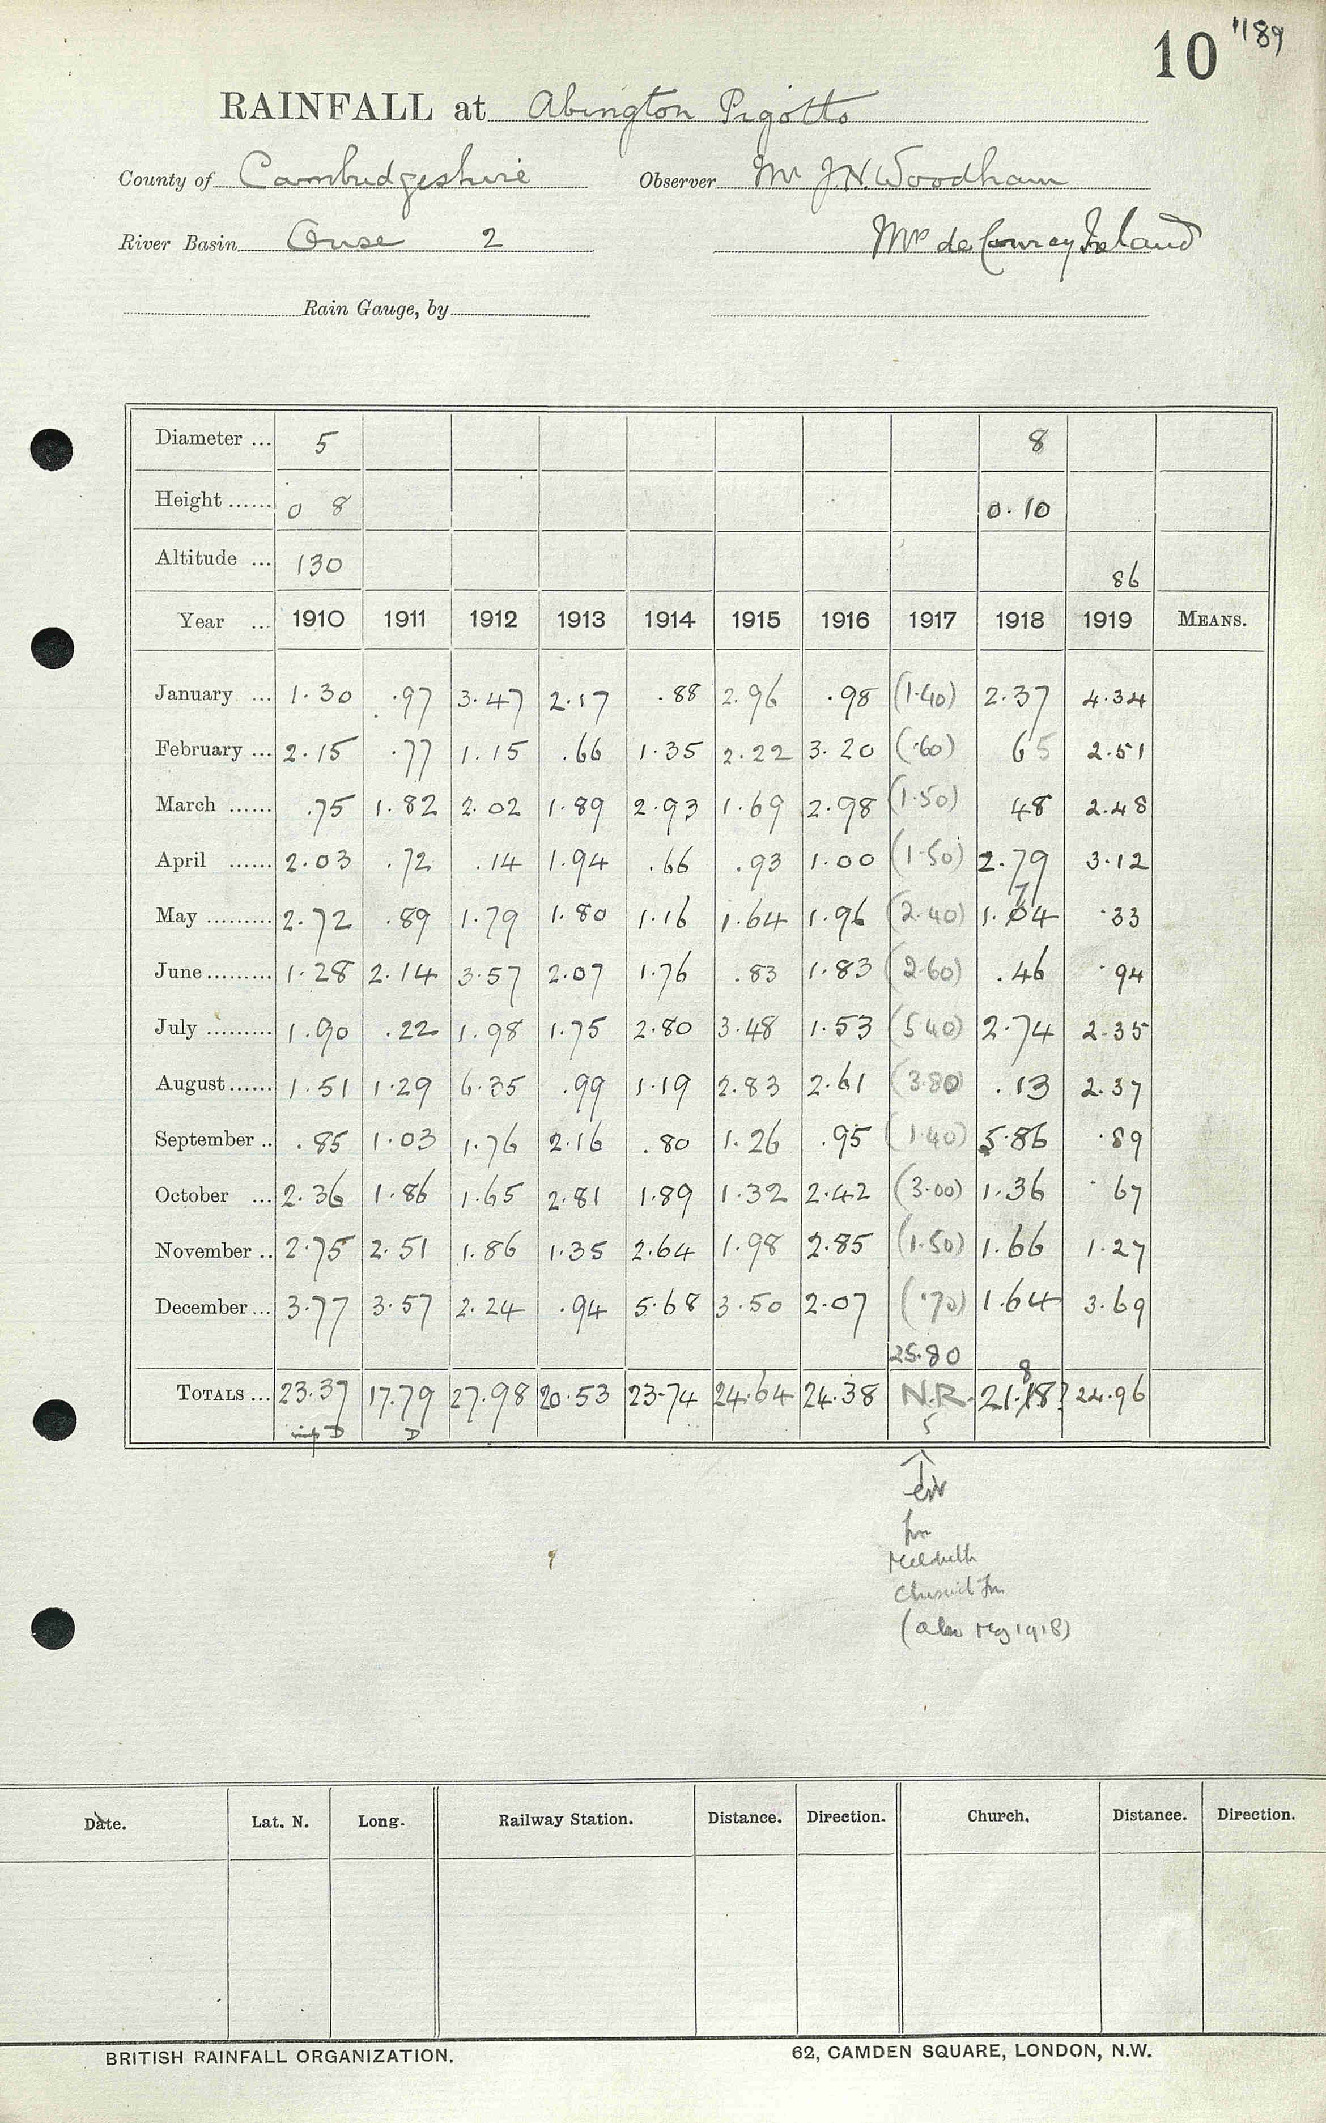 10 "189
RAINFALL at Abington Pigotts
County of Cambridgeshire Observer Mr J. N. Woodham
River Basin Ouse 2 Mrs de Courcy Ireland
Rain Gauge, by
Diameter ... 5 8
Height ...... 0 8 0.10
Altitude ... 130 86
Year ... 1910 1911 1912 1913 1914 1915 1916 1917 1918 1919 MEANS.
January ... 1.30 .97 3.47 2.17 .88 2.96 .98 (1.40) 2.37 4.34
February ... 2.15 .77 1.15 .66 1.35 2.22 3.20 (.60) 65 2.51
March ...... .75 1.82 2.02 1.89 2.93 1.69 2.98 (1.50) 48 2.48
April ...... 2.03 .72 .14 1.94 .66 .93 1.00 (1.50) 2.79 3.12
7
May ......... 2.72 .89 1.79 1.80 1.16 1.64 1.96 (2.40) 1.04 .33
June ......... 1.28 2.14 3.57 2.07 1.76 .83 1.83 (2.60) .46 .94
July ......... 1.90 .22 1.98 1.75 2.80 3.48 1.53 (5.40) 2.74 2.35
August ...... 1.51 1.29 6.35 .99 1.19 2.83 2.61 (3.80) .13 2.37
September .. .85 1.03 1.76 2.16 .80 1.26 .95 (1.40) 5.86 .89
October ... 2.36 1.86 1.65 2.81 1.89 1.32 2.42 (3.00) 1.36 .67
November .. 2.75 2.51 1.86 1.35 2.64 1.98 2.85 (1.50) 1.66 1.27
December ... 3.77 3.57 2.24 .94 5.68 3.50 2.07 (.70) 1.64 3.69
25.80
8
TOTALS ... 23.37 17.79 27.98 20.53 23.74 24.64 24.38 N.R. 21.18? 24.96
D D 5
fm
Meldreth
(also May 1918)
Date. Lat. N. Long. Railway Station. Distance. Direction. Church. Distance. Direction.
BRITISH RAINFALL ORGANIZATION. 62, CAMDEN SQUARE, LONDON, N.W.